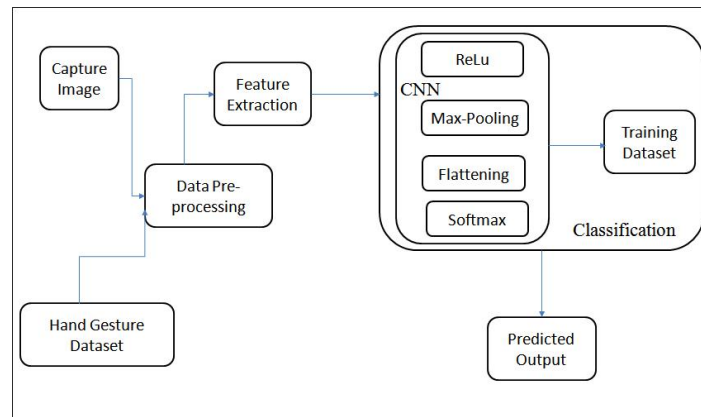 Capture
Image
Feature
Extraction
Data Pre-
processing
Hand Gesture
Dataset
CNN
ReLu
Max-Pooling
Flattening
Softmax
Training
Dataset
Classification
Predicted
Output